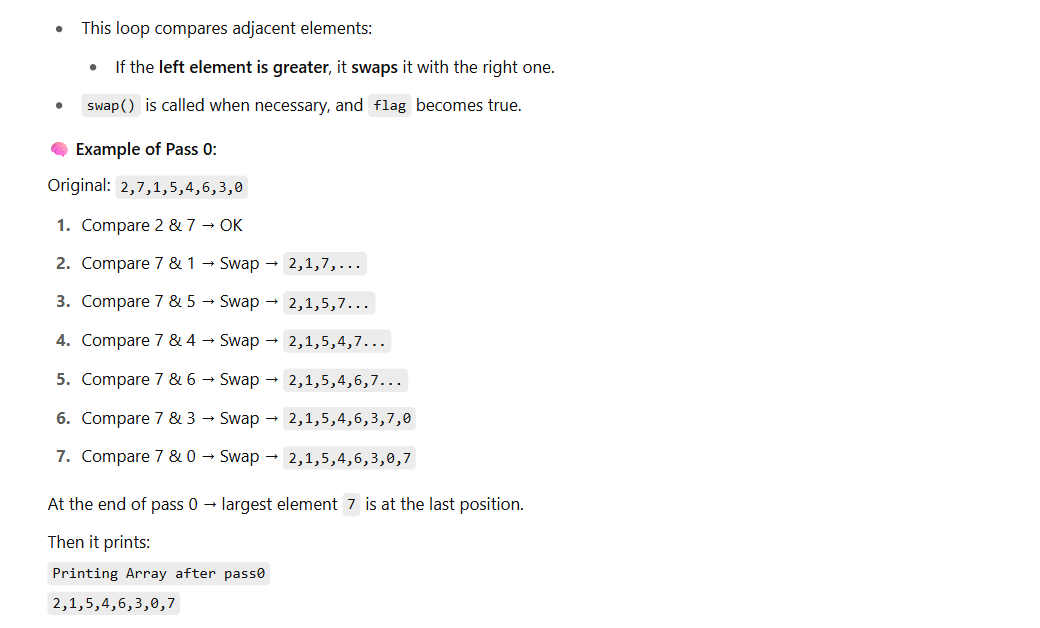 This loop compares adjacent elements:
If the left element is greater, it swaps it with the right one.
swap() is called when necessary, and flag becomes true.
Example of Pass 0:
Original: 2,7,1,5,4,6,3,0
1. Compare 2 & 7 → OK
2. Compare 7 & 1 → Swap → 2,1,7,...
3. Compare 7 & 5 → Swap → 2,1,5,7...
4. Compare 7 & 4 → Swap → 2,1,5,4,7...
5. Compare 7 & 6 → Swap → 2,1,5,4,6,7...
6. Compare 7 & 3 → Swap → 2,1,5,4,6,3,7,0
7. Compare 7 & 0 → Swap → 2,1,5,4,6,3,0,7
At the end of pass 0 → largest element 7 is at the last position.
Then it prints:
Printing Array after pass0
2,1,5,4,6,3,0,7